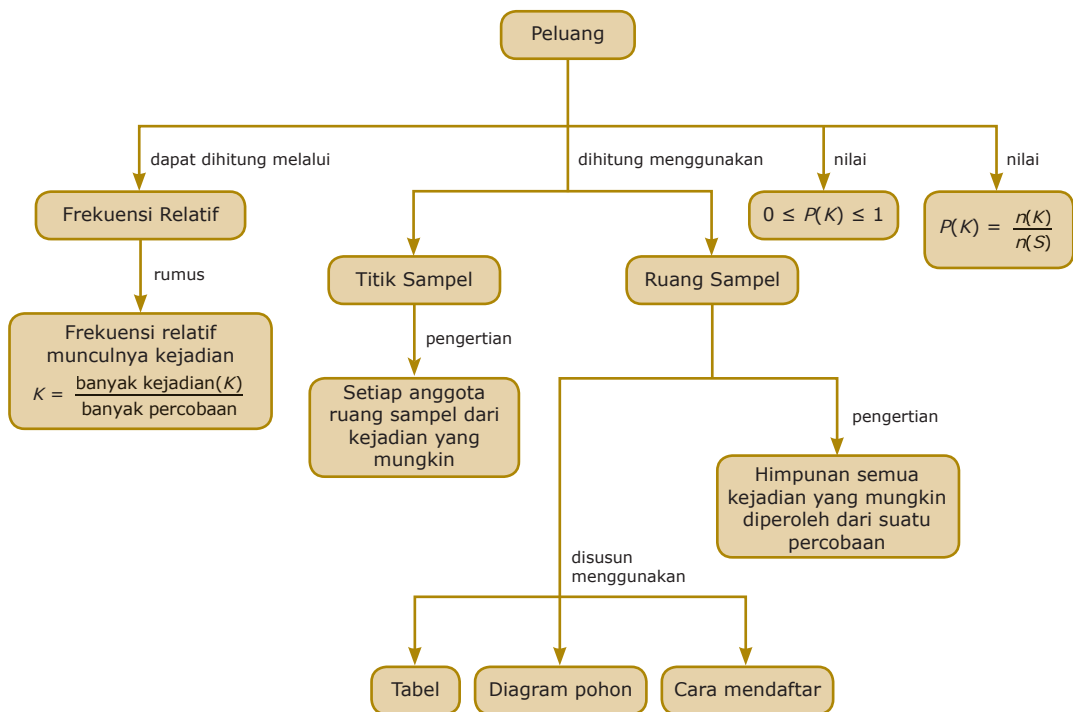 Peluang
dapat dihitung melalui
dihitung menggunakan
nilai
nilai
Frekuensi Relatif
0 ≤ P(K) ≤ 1
P(K) = n(K)
n(S)
rumus
Titik Sampel
Ruang Sampel
Frekuensi relatif
munculnya kejadian
K = banyak kejadian(K)
banyak percobaan
pengertian
Setiap anggota
ruang sampel dari
kejadian yang
mungkin
pengertian
Himpunan semua
kejadian yang mungkin
diperoleh dari suatu
percobaan
disusun
menggunakan
Tabel
Diagram pohon
Cara mendaftar